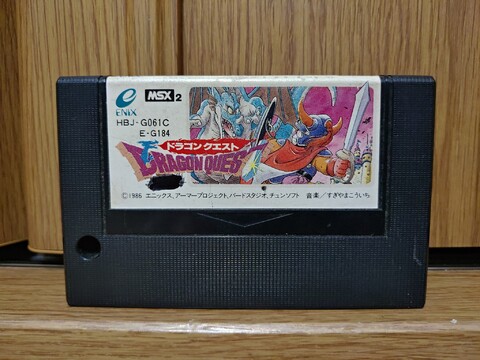 ENIX
MSX 2
HBJ-G061C
E-G184
ドラゴンクエスト
DRAGON QUES
©1986 エニックス、アーマープロジェクト、バードスタジオ、チュンソフト 音楽/すぎやまこういち